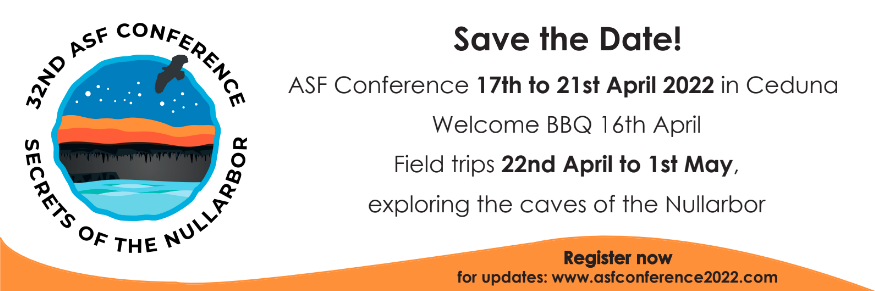 32ND ASF CONFERENCE
SECRETS OF THE NULLARBOR
Save the Date!
ASF Conference 17th to 21st April 2022 in Ceduna
Welcome BBQ 16th April
Field trips 22nd April to 1st May,
exploring the caves of the Nullarbor
Register now
for updates: www.asfconference2022.com